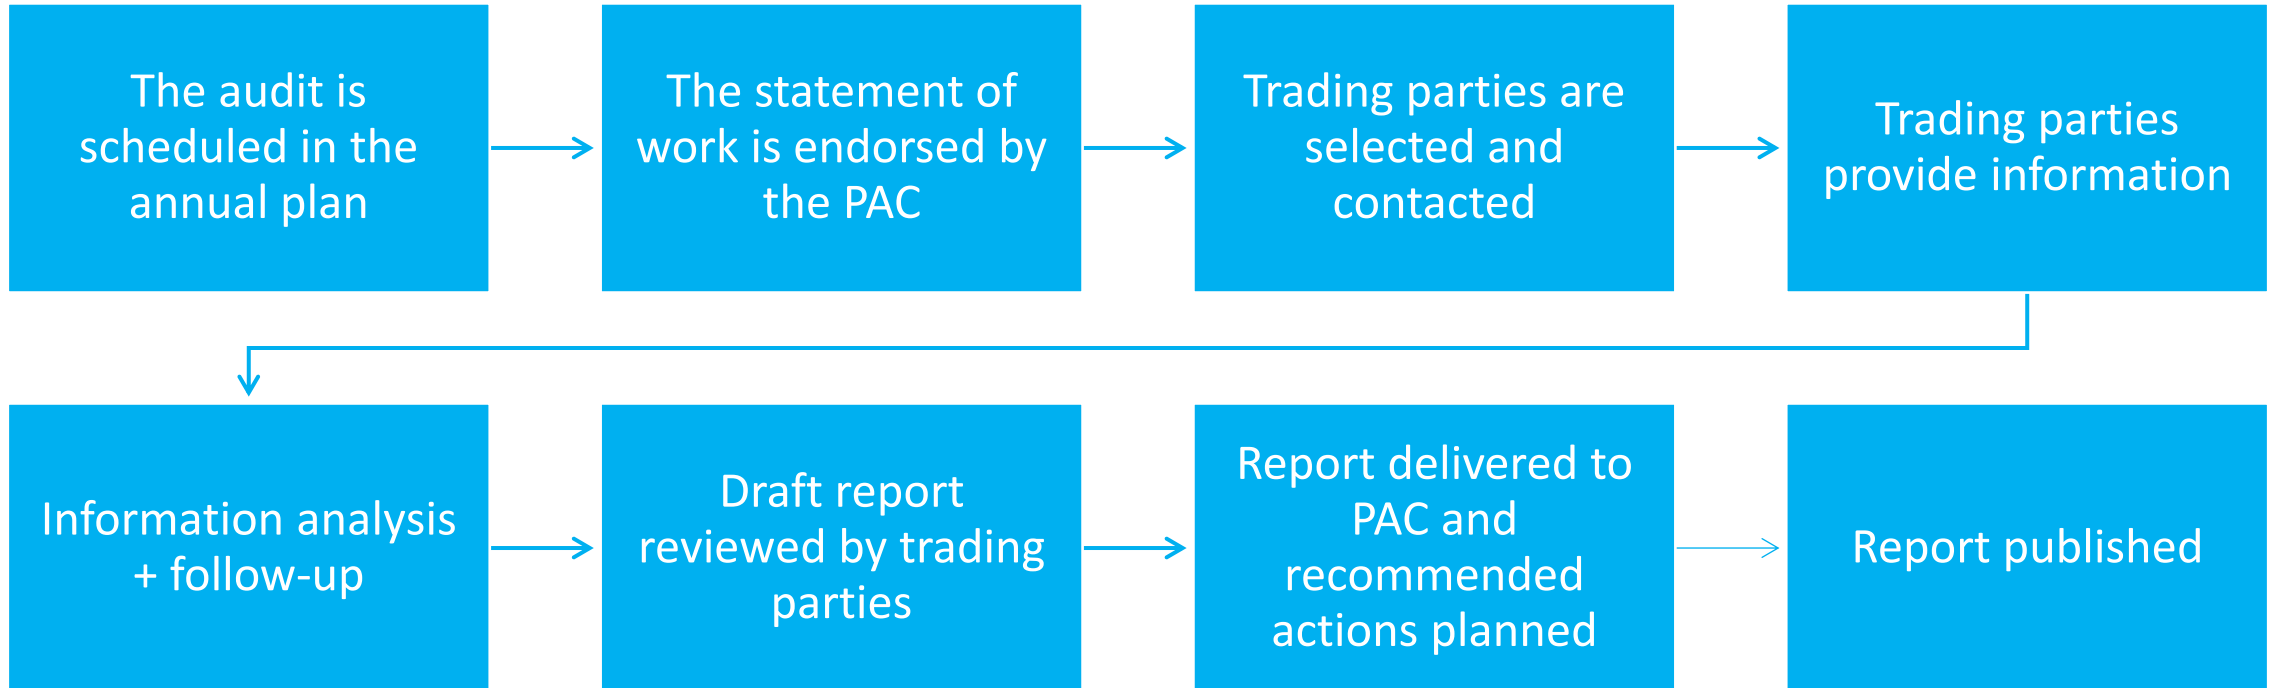 The audit is
scheduled in the
annual plan
The statement of
work is endorsed by
the PAC
Trading parties are
selected and
contacted
Trading parties
provide information
Information analysis
+ follow-up
Draft report
reviewed by trading
parties
Report delivered to
PAC and
recommended
actions planned
Report published